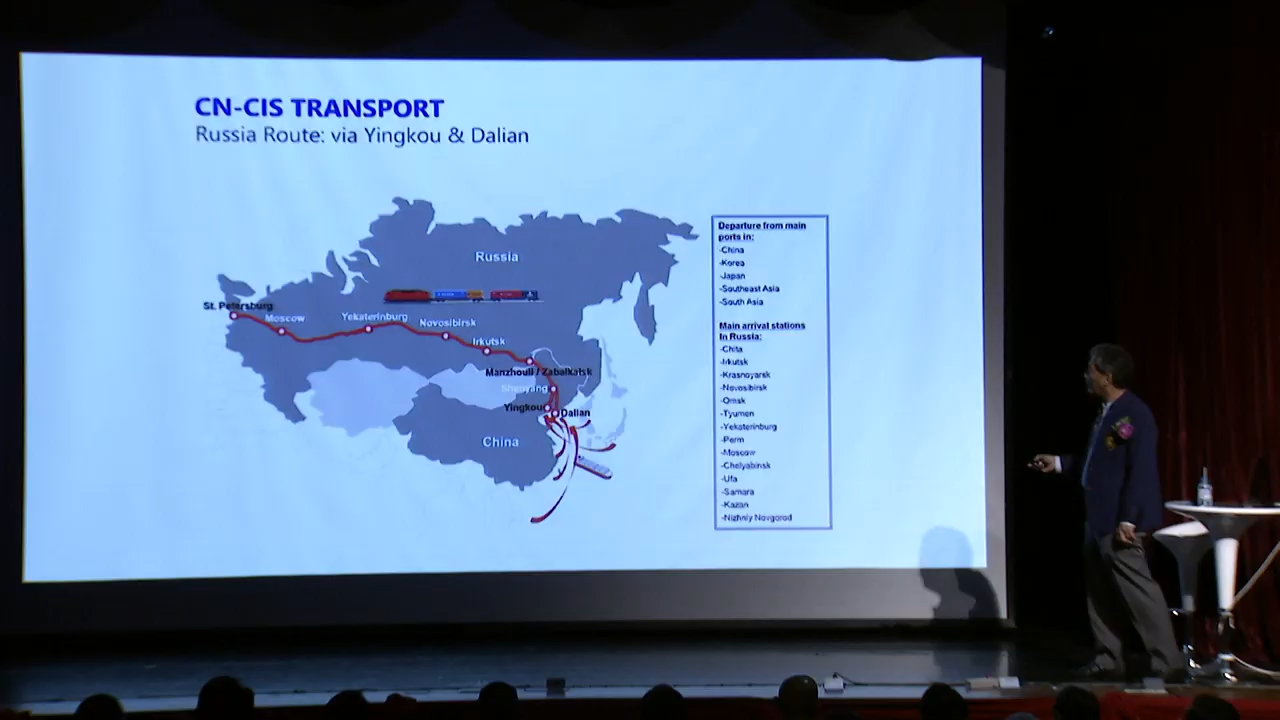 CN-CIS TRANSPORT
Russia Route: via Yingkou & Dalian
Russia
St. Petersburg
Moscow
Yekaterinburg
Novosibirsk
Irkutsk
Manzhouli / Zabaikalsk
Shenyang
Yingkou
Dalian
China
Departure from main
ports in:
-China
-Korea
-Japan
-Southeast Asia
-South Asia
Main arrival stations
in Russia:
-Chita
-Irkutsk
-Krasnoyarsk
-Novosibirsk
-Omsk
-Tyumen
-Yekaterinburg
-Perm
-Moscow
-Chelyabinsk
-Ufa
-Samara
-Kazan
-Nizhniy Novgorod